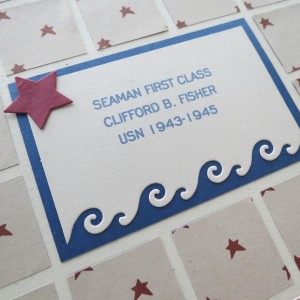 SEAMAN FIRST CLASS
CLIFFORD B. FISHER
USN 1943-1945